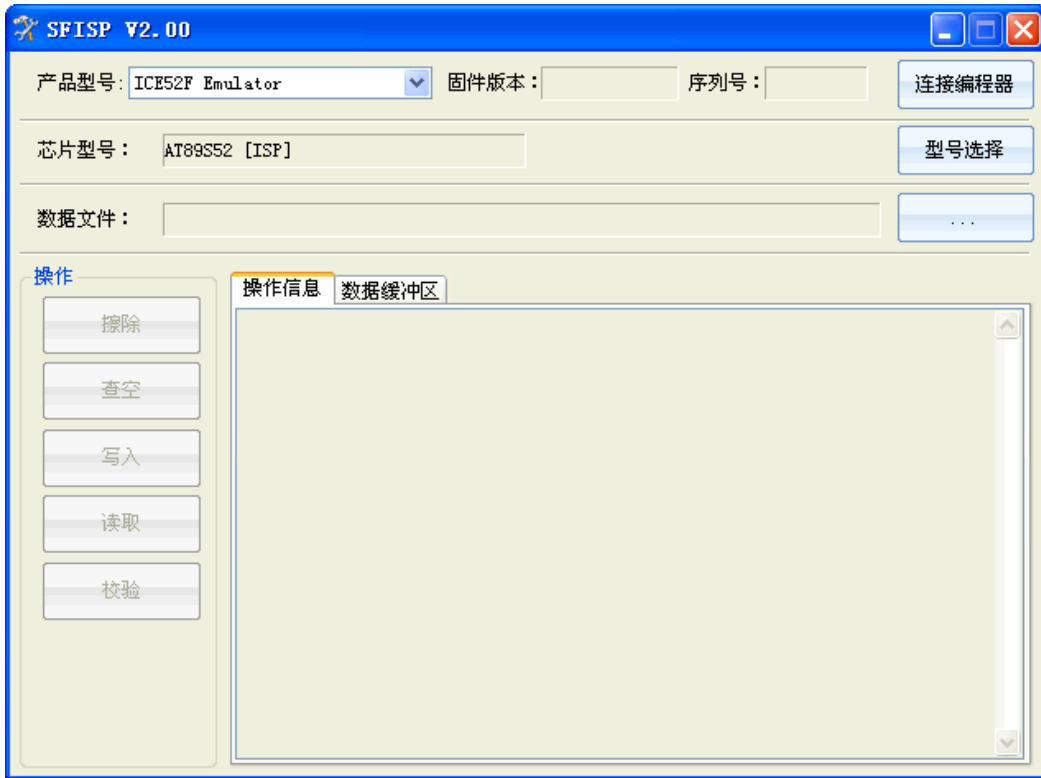 SFISP V2.00
产品型号: ICE52F Emulator 固件版本： 序列号： 连接编程器
芯片型号： AT89S52 [ISP] 型号选择
数据文件： ...
操作 操作信息 数据缓冲区
擦除
查空
写入
读取
校验